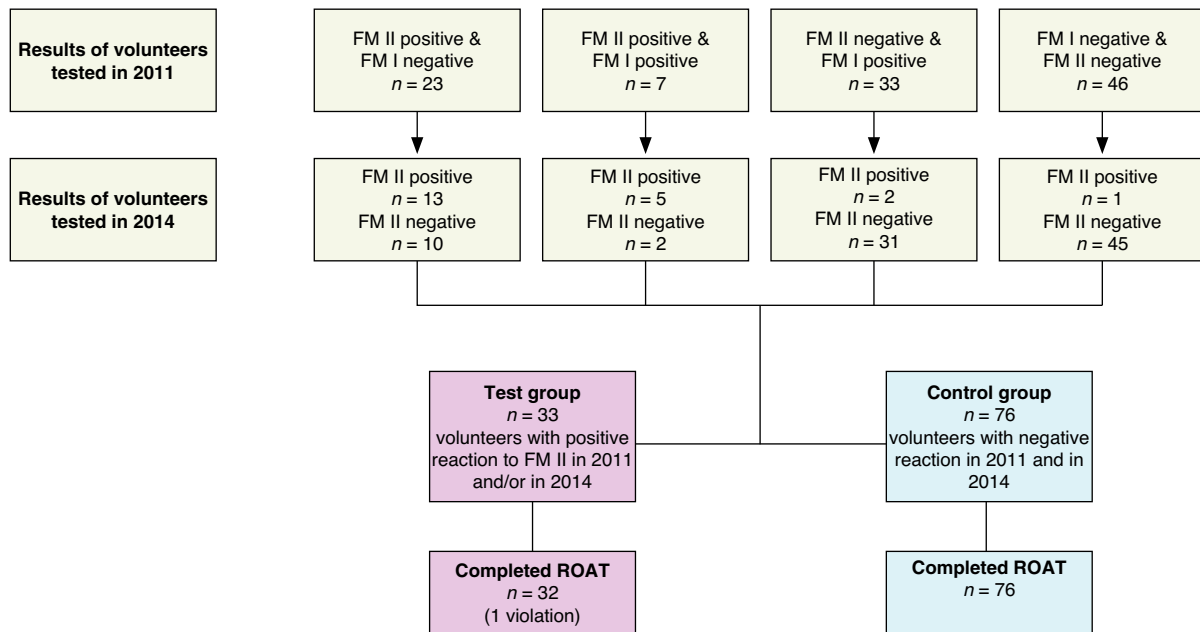 Results of volunteers
tested in 2011
FM II positive &
FM I negative
n = 23
FM II positive &
FM I positive
n = 7
FM II negative &
FM I positive
n = 33
FM I negative &
FM II negative
n = 46
Results of volunteers
tested in 2014
FM II positive
n = 13
FM II negative
n = 10
FM II positive
n = 5
FM II negative
n = 2
FM II positive
n = 2
FM II negative
n = 31
FM II positive
n = 1
FM II negative
n = 45
Test group
n = 33
volunteers with positive
reaction to FM II in 2011
and/or in 2014
Control group
n = 76
volunteers with negative
reaction in 2011 and in
2014
Completed ROAT
n = 32
(1 violation)
Completed ROAT
n = 76